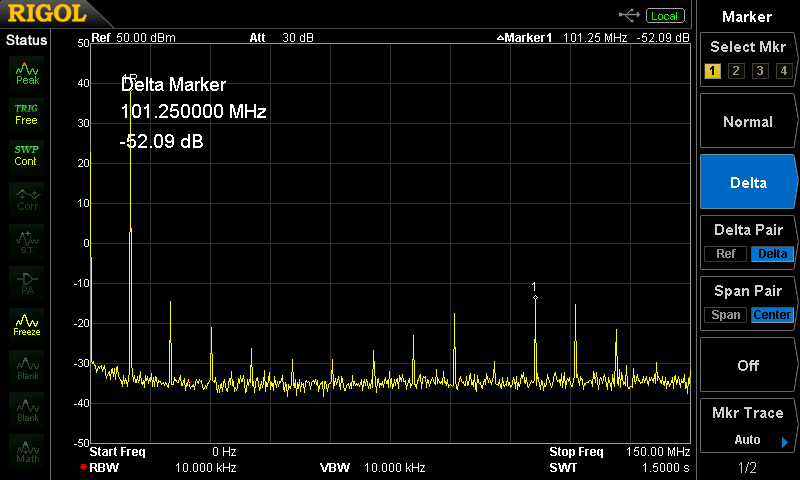 RIGOL
Status
Local
Marker
Ref 50.00 dBm
Att 30 dB
Marker1 101.25 MHz -52.09 dB
Peak
TRIG
Free
SWP
Cont
Corr
S.T.
PA
Freeze
Blank
Blank
Math
50
40
30
20
10
0
-10
-20
-30
-40
-50
Delta Marker
101.250000 MHz
-52.09 dB
1
Start Freq 0 Hz
Stop Freq 150.00 MHz
RBW 10.000 kHz
VBW 10.000 kHz
SWT 1.5000 s
Select Mkr
1 2 3 4
Normal
Delta
Delta Pair
Ref Delta
Span Pair
Span Center
Off
Mkr Trace
Auto
1/2